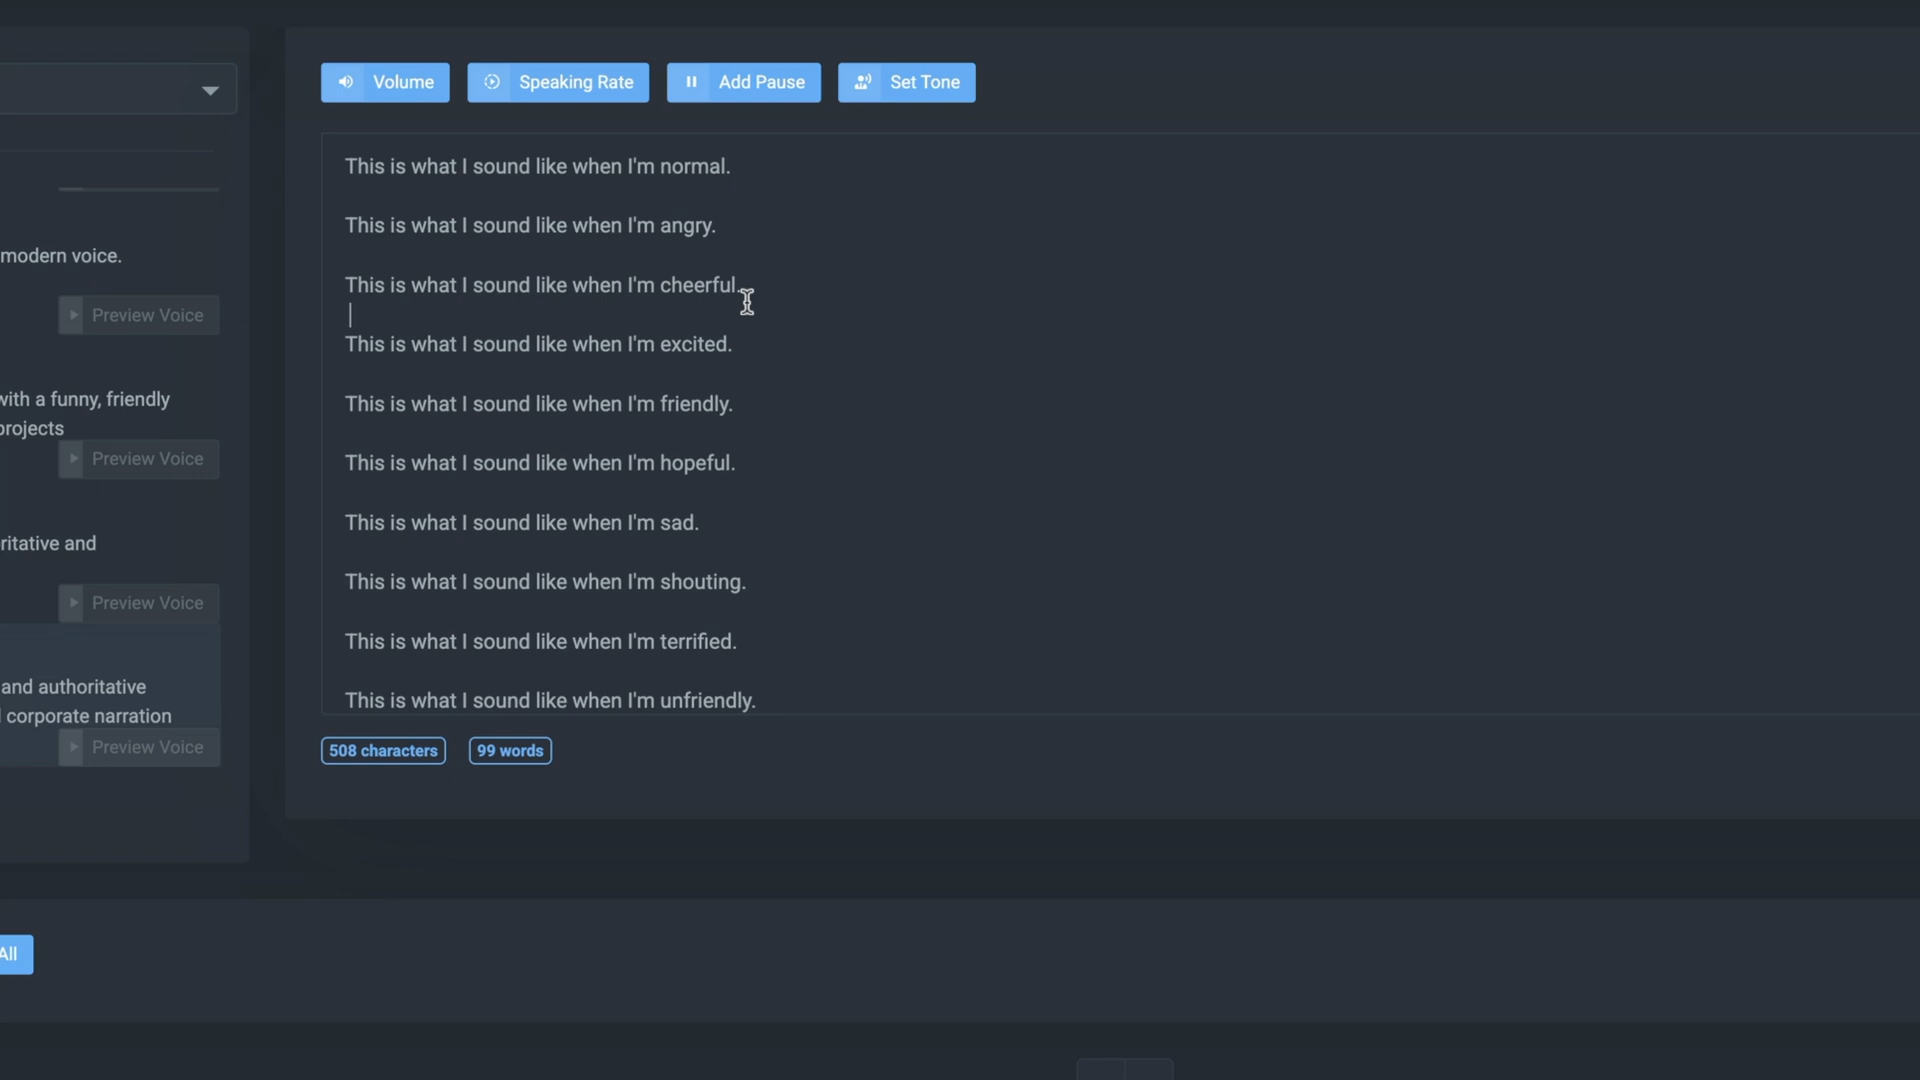 Volume
Speaking Rate
Add Pause
Set Tone
This is what I sound like when I'm normal.
This is what I sound like when I'm angry.
This is what I sound like when I'm cheerful.
This is what I sound like when I'm excited.
This is what I sound like when I'm friendly.
This is what I sound like when I'm hopeful.
This is what I sound like when I'm sad.
This is what I sound like when I'm shouting.
This is what I sound like when I'm terrified.
This is what I sound like when I'm unfriendly.
508 characters
99 words
modern voice.
Preview Voice
with a funny, friendly
projects
Preview Voice
ritative and
Preview Voice
and authoritative
corporate narration
Preview Voice
All